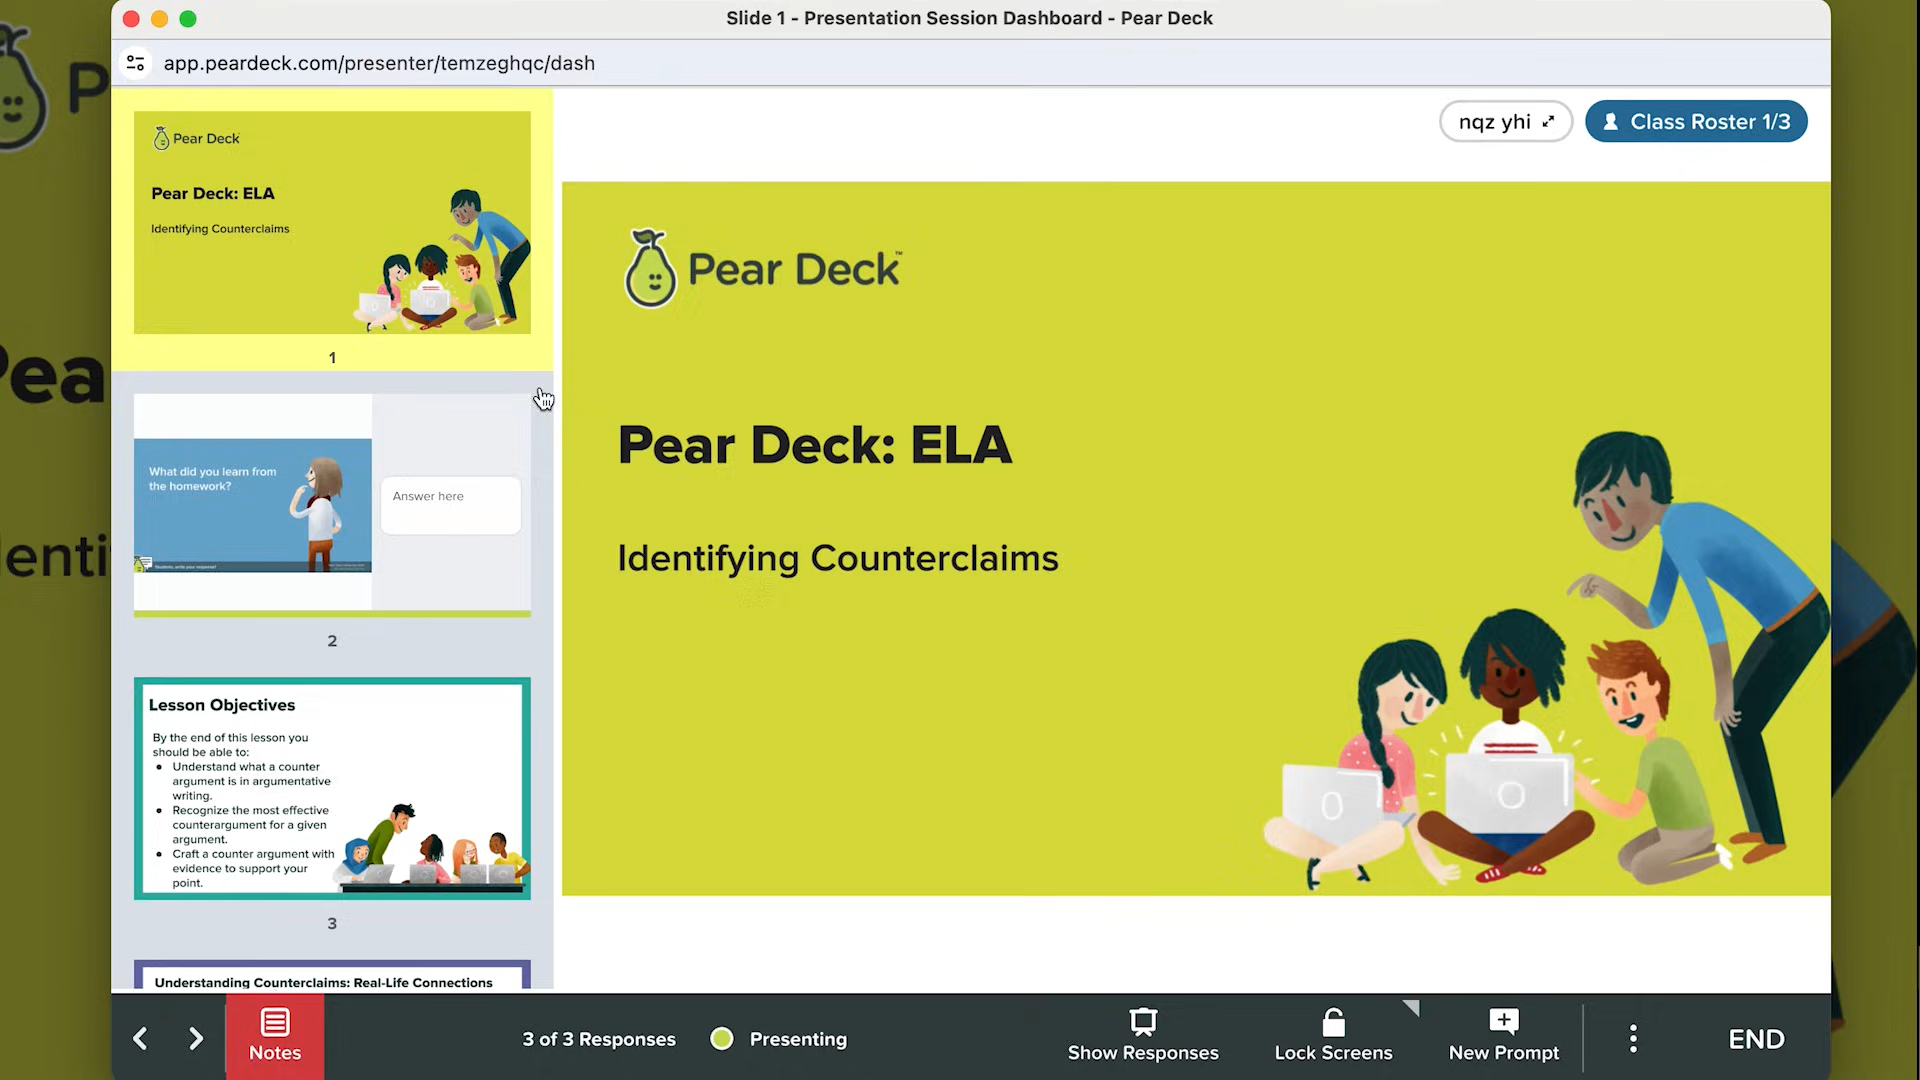 Slide 1 - Presentation Session Dashboard - Pear Deck
app.peardeck.com/presenter/temzeghqc/dash
Pear Deck
Pear Deck: ELA
Identifying Counterclaims
1
What did you learn from
the homework?
Answer here
Students, write your response!
2
Lesson Objectives
By the end of this lesson you
should be able to:
• Understand what a counter
argument is in argumentative
writing.
• Recognize the most effective
counterargument for a given
argument.
• Craft a counter argument with
evidence to support your
point.
3
Understanding Counterclaims: Real-Life Connections
nqz yhi
Class Roster 1/3
Pear Deck™
Pear Deck: ELA
Identifying Counterclaims
Notes
3 of 3 Responses
Presenting
Show Responses
Lock Screens
New Prompt
END